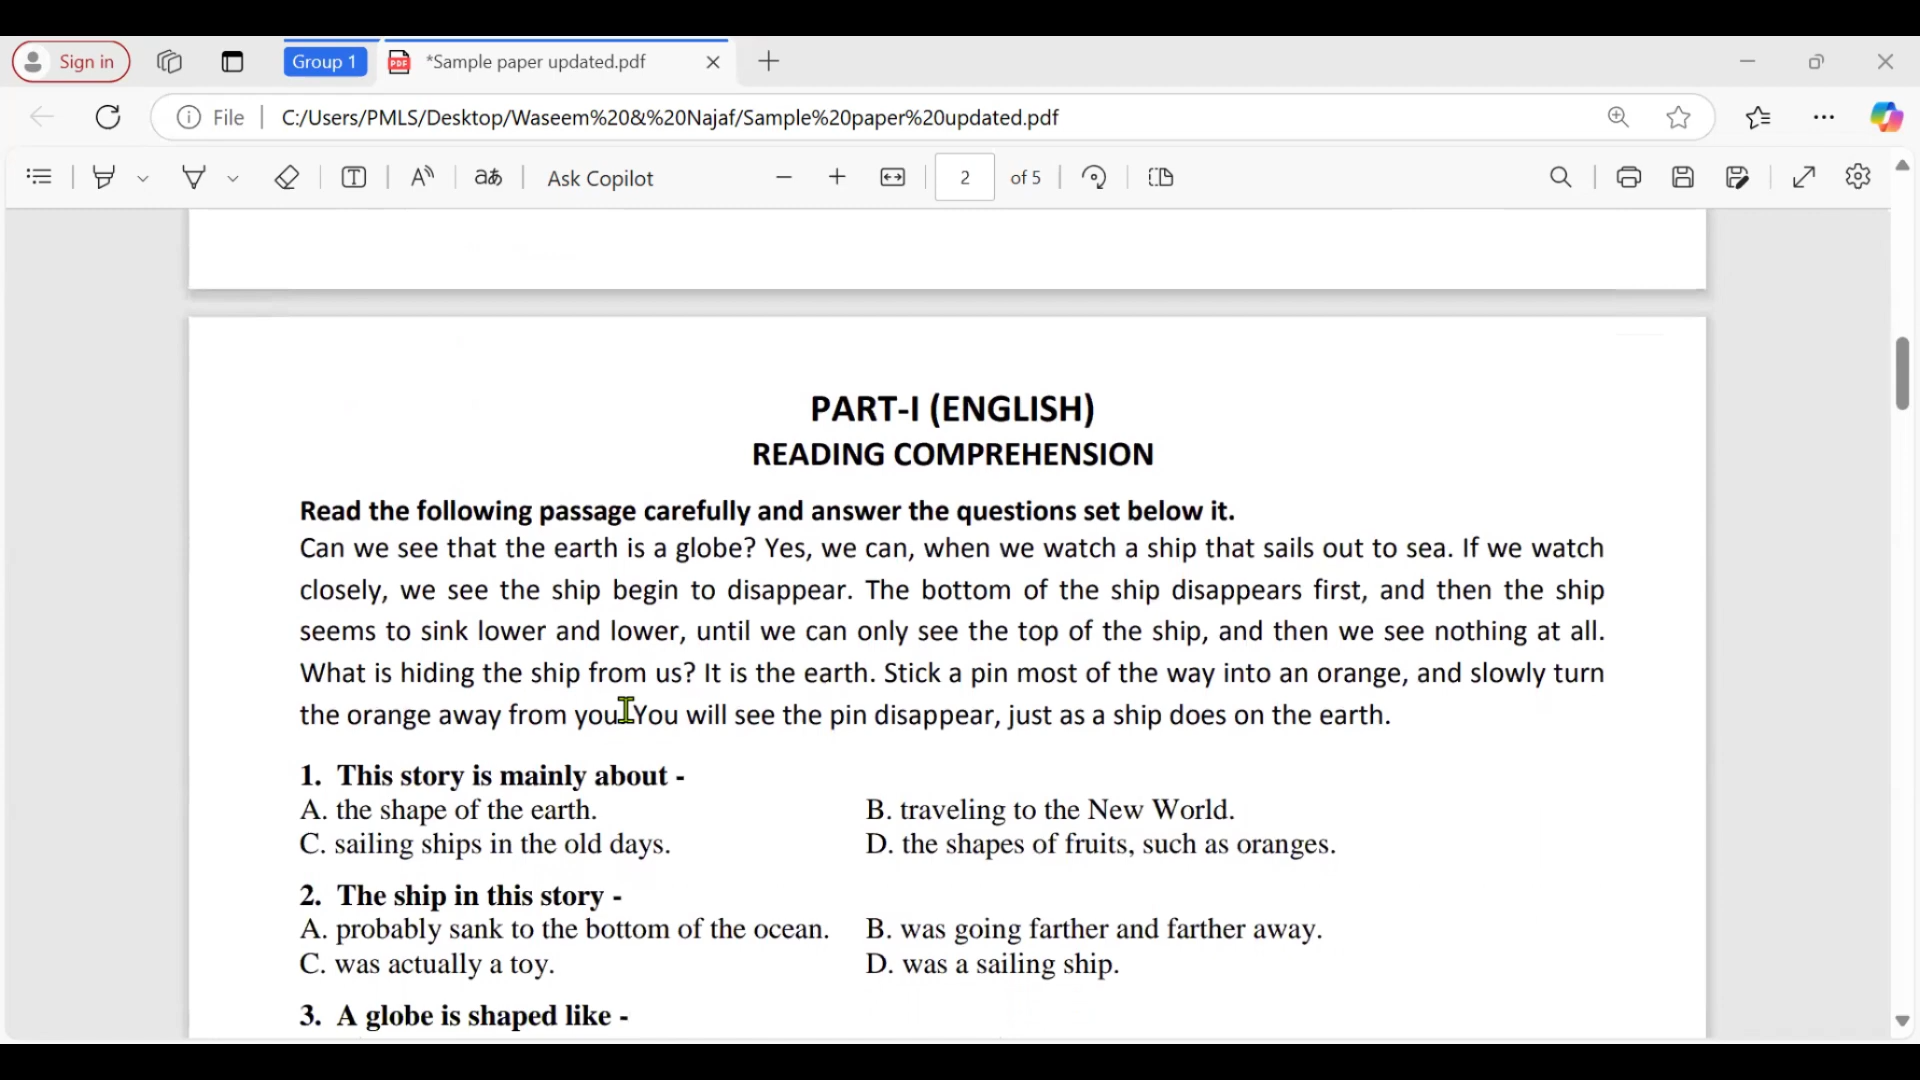 Sign in
Group 1
*Sample paper updated.pdf
File
C:/Users/PMLS/Desktop/Waseem%20&%20Najaf/Sample%20paper%20updated.pdf
Ask Copilot
2 of 5
PART-I (ENGLISH)
READING COMPREHENSION
Read the following passage carefully and answer the questions set below it.
Can we see that the earth is a globe? Yes, we can, when we watch a ship that sails out to sea. If we watch
closely, we see the ship begin to disappear. The bottom of the ship disappears first, and then the ship
seems to sink lower and lower, until we can only see the top of the ship, and then we see nothing at all.
What is hiding the ship from us? It is the earth. Stick a pin most of the way into an orange, and slowly turn
the orange away from you. You will see the pin disappear, just as a ship does on the earth.
1. This story is mainly about -
A. the shape of the earth. B. traveling to the New World.
C. sailing ships in the old days. D. the shapes of fruits, such as oranges.
2. The ship in this story -
A. probably sank to the bottom of the ocean. B. was going farther and farther away.
C. was actually a toy. D. was a sailing ship.
3. A globe is shaped like -